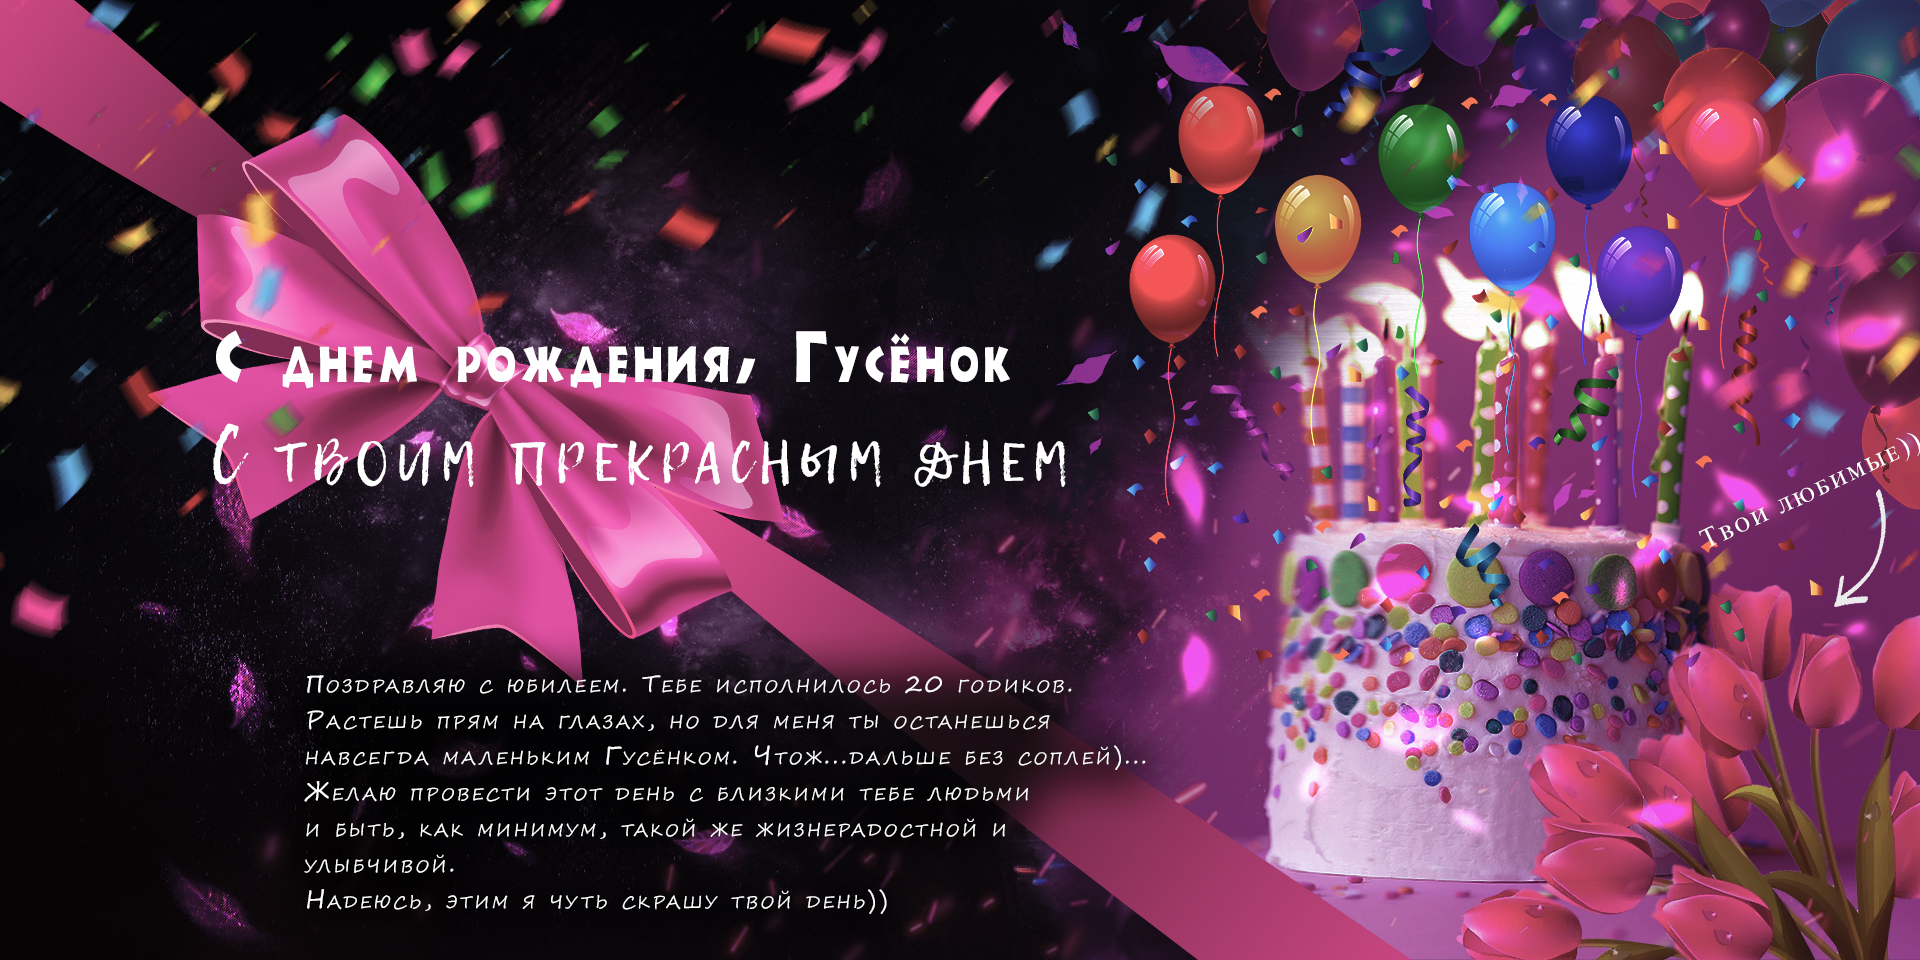 С днем рождения, Гусёнок
С твоим прекрасным днем
Твои любимые))
Поздравляю с юбилеем. Тебе исполнилось 20 годиков.
Растешь прям на глазах, но для меня ты останешься
навсегда маленьким Гусёнком. Чтож...дальше без соплей)...
Желаю провести этот день с близкими тебе людьми
и быть, как минимум, такой же жизнерадостной и
улыбчивой.
Надеюсь, этим я чуть скрашу твой день))